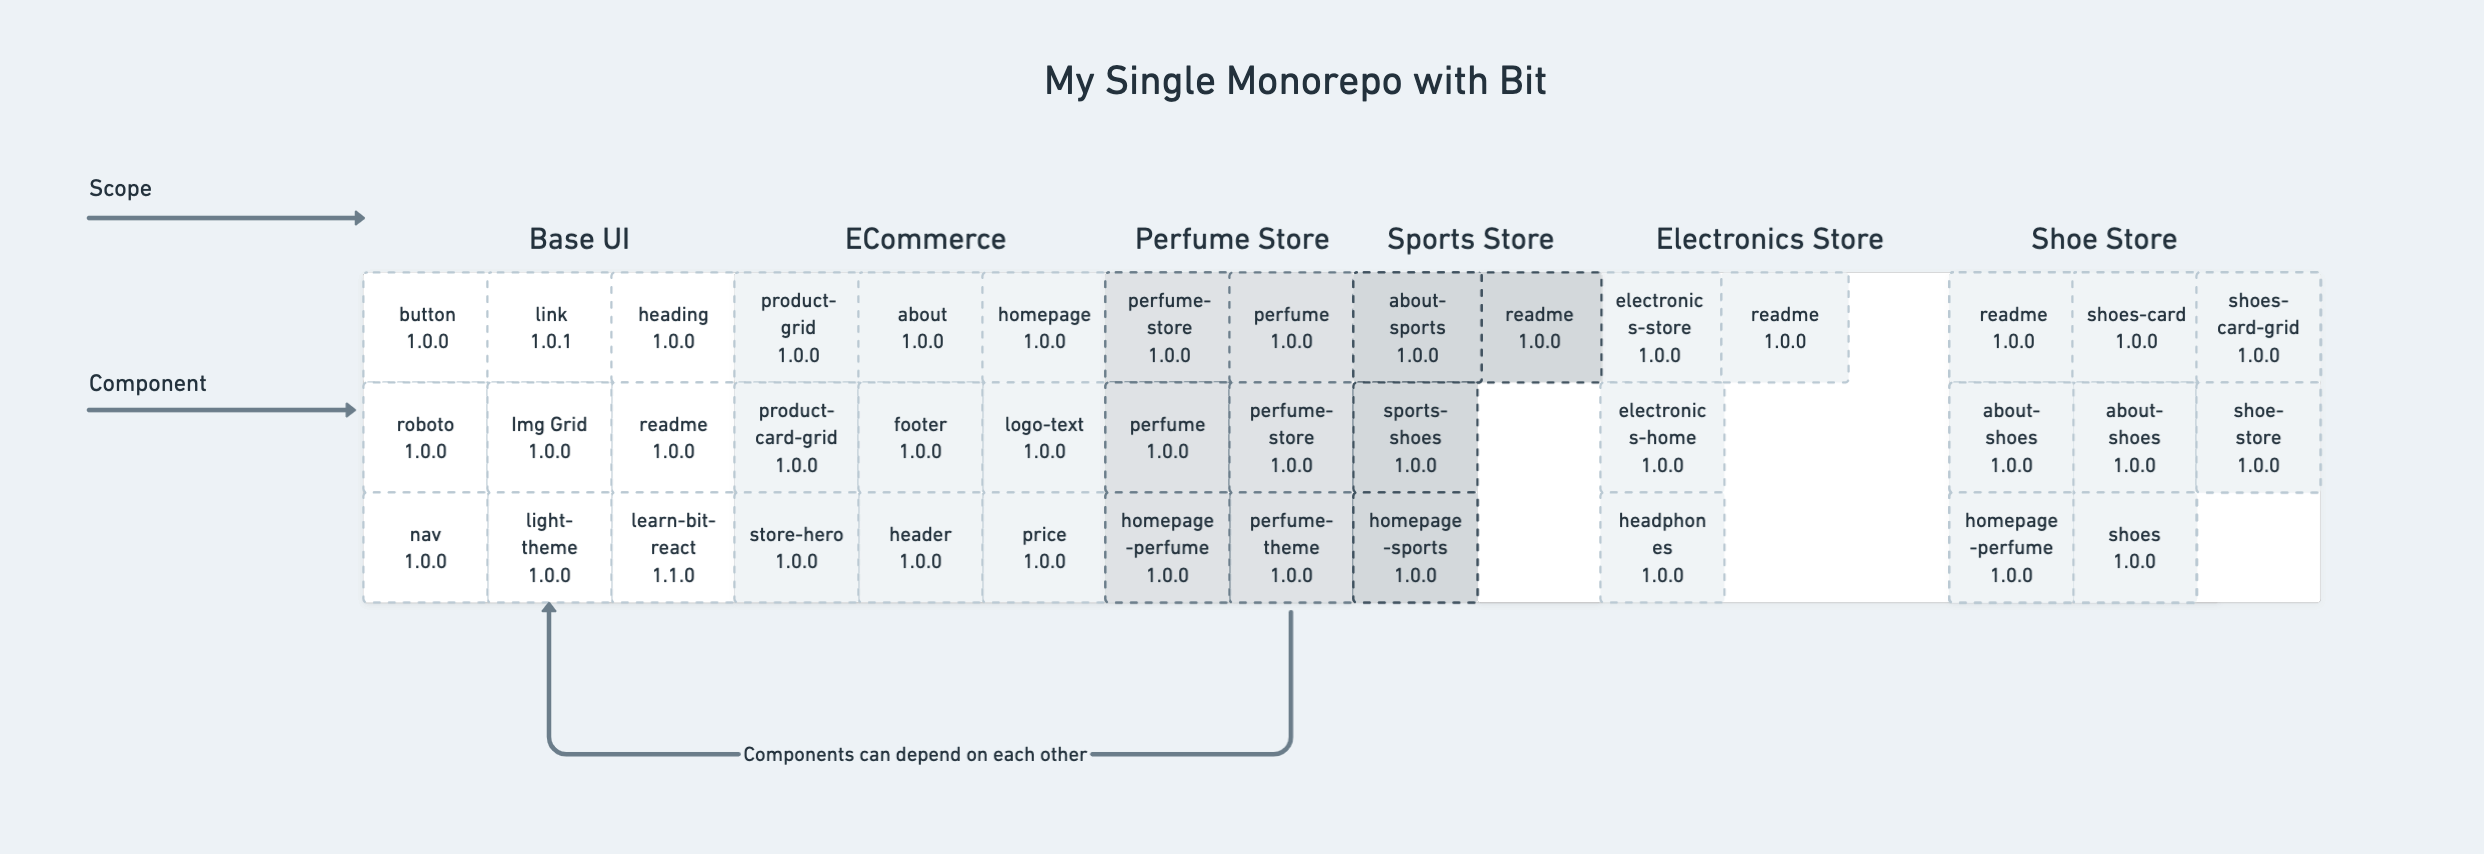 My Single Monorepo with Bit
Scope
Base UI
ECommerce
Perfume Store
Sports Store
Electronics Store
Shoe Store
Component
button
1.0.0
link
1.0.1
heading
1.0.0
product-
grid
1.0.0
about
1.0.0
homepage
1.0.0
perfume-
store
1.0.0
perfume
1.0.0
about-
sports
1.0.0
readme
1.0.0
electronic
s-store
1.0.0
readme
1.0.0
readme
1.0.0
shoes-card
1.0.0
shoes-
card-grid
1.0.0
roboto
1.0.0
Img Grid
1.0.0
readme
1.0.0
product-
card-grid
1.0.0
footer
1.0.0
logo-text
1.0.0
perfume
1.0.0
perfume-
store
1.0.0
sports-
shoes
1.0.0
electronic
s-home
1.0.0
about-
shoes
1.0.0
about-
shoes
1.0.0
shoe-
store
1.0.0
nav
1.0.0
light-
theme
1.0.0
learn-bit-
react
1.1.0
store-hero
1.0.0
header
1.0.0
price
1.0.0
homepage
-perfume
1.0.0
perfume-
theme
1.0.0
homepage
-sports
1.0.0
headphon
es
1.0.0
homepage
-perfume
1.0.0
shoes
1.0.0
Components can depend on each other